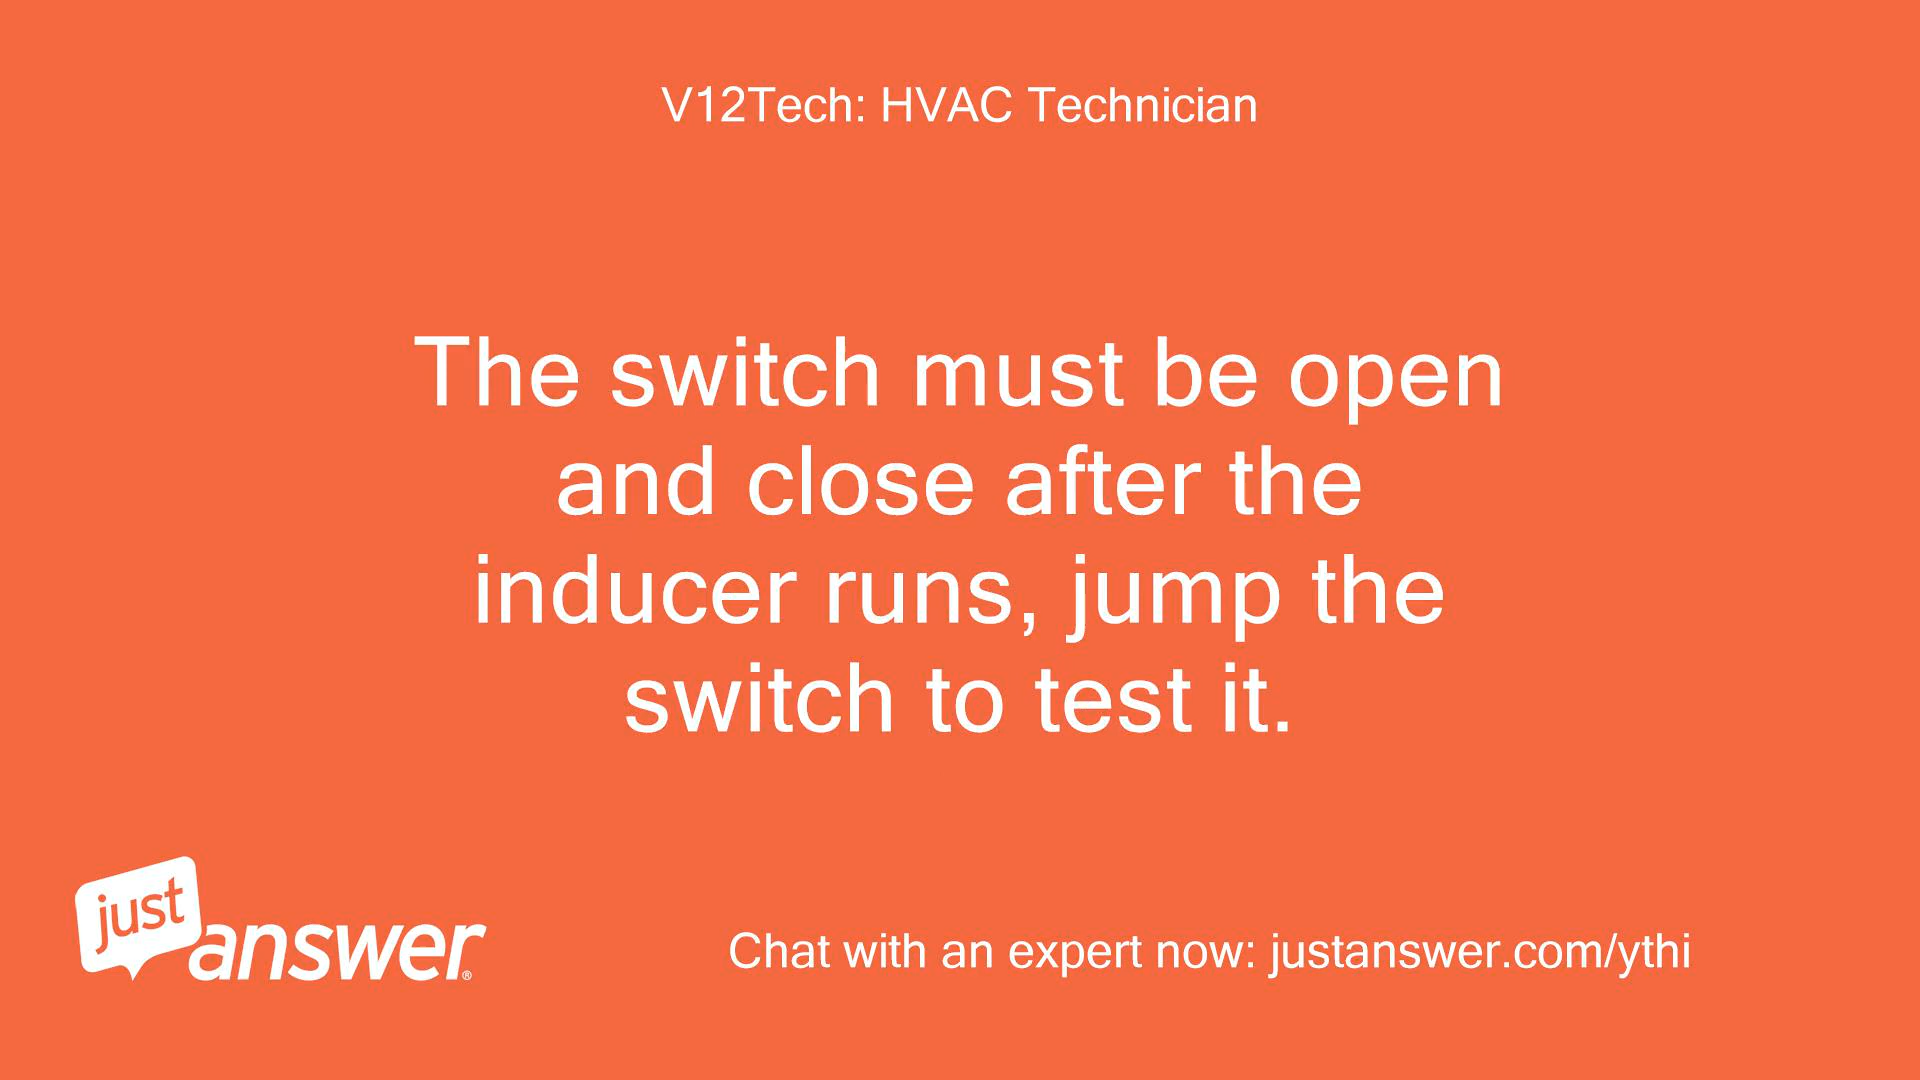 V12Tech: HVAC Technician
The switch must be open
and close after the
inducer runs, jump the
switch to test it.
just
answer®
Chat with an expert now: justanswer.com/ythi